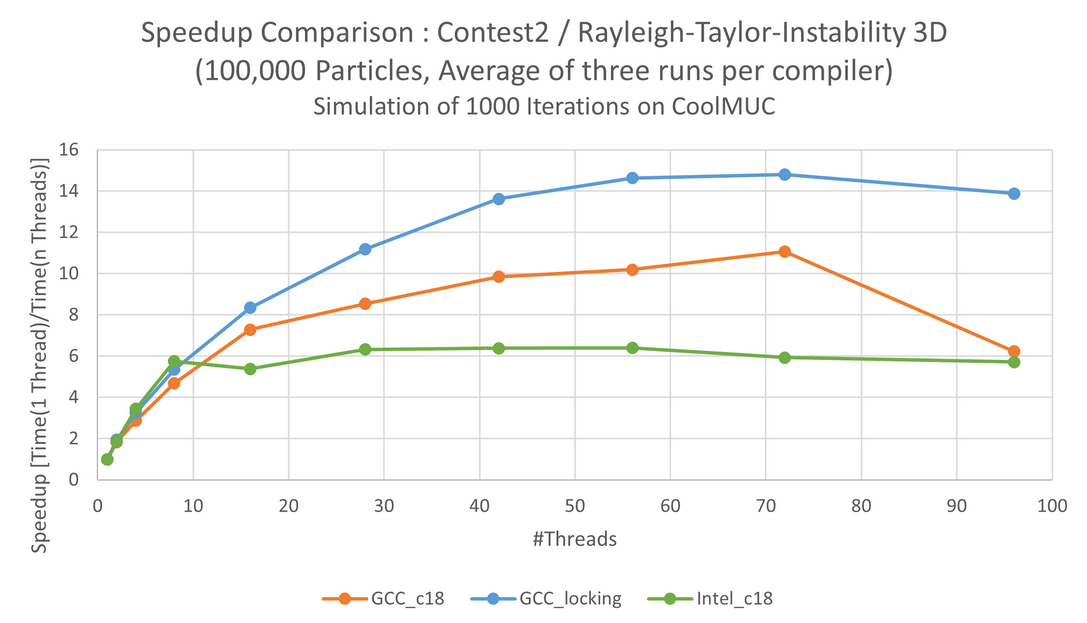 Speedup Comparison : Contest2 / Rayleigh-Taylor-Instability 3D
(100,000 Particles, Average of three runs per compiler)
Simulation of 1000 Iterations on CoolMUC
Speedup [Time(1 Thread)/Time(n Threads)]
16
14
12
10
8
6
4
2
0
0 10 20 30 40 50 60 70 80 90 100
#Threads
GCC_c18 GCC_locking Intel_c18